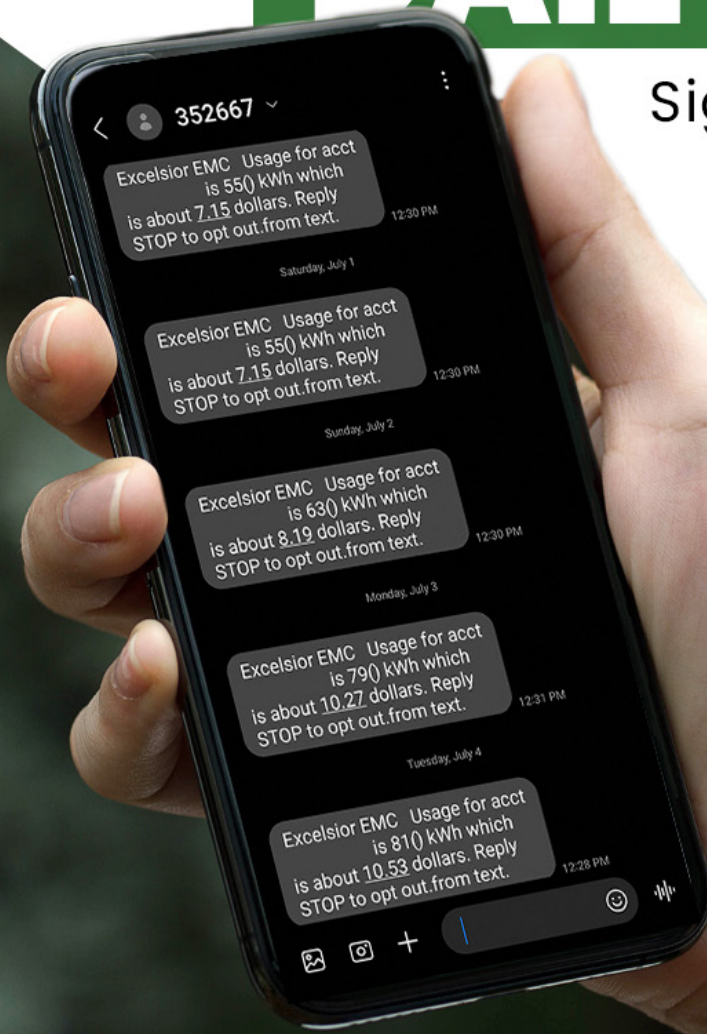 Sig
352667
Excelsior EMC Usage for acct
is 55() kWh which
is about 7.15 dollars. Reply
STOP to opt out.from text.
12:30 PM
Saturday, July 1
Excelsior EMC Usage for acct
is 55() kWh which
is about 7.15 dollars. Reply
STOP to opt out.from text.
12:30 PM
Sunday, July 2
Excelsior EMC Usage for acct
is 63() kWh which
is about 8.19 dollars. Reply
STOP to opt out.from text.
12:30 PM
Monday, July 3
Excelsior EMC Usage for acct
is 79() kWh which
is about 10.27 dollars. Reply
STOP to opt out.from text.
12:31 PM
Tuesday, July 4
Excelsior EMC Usage for acct
is 81() kWh which
is about 10.53 dollars. Reply
STOP to opt out.from text.
12:28 PM